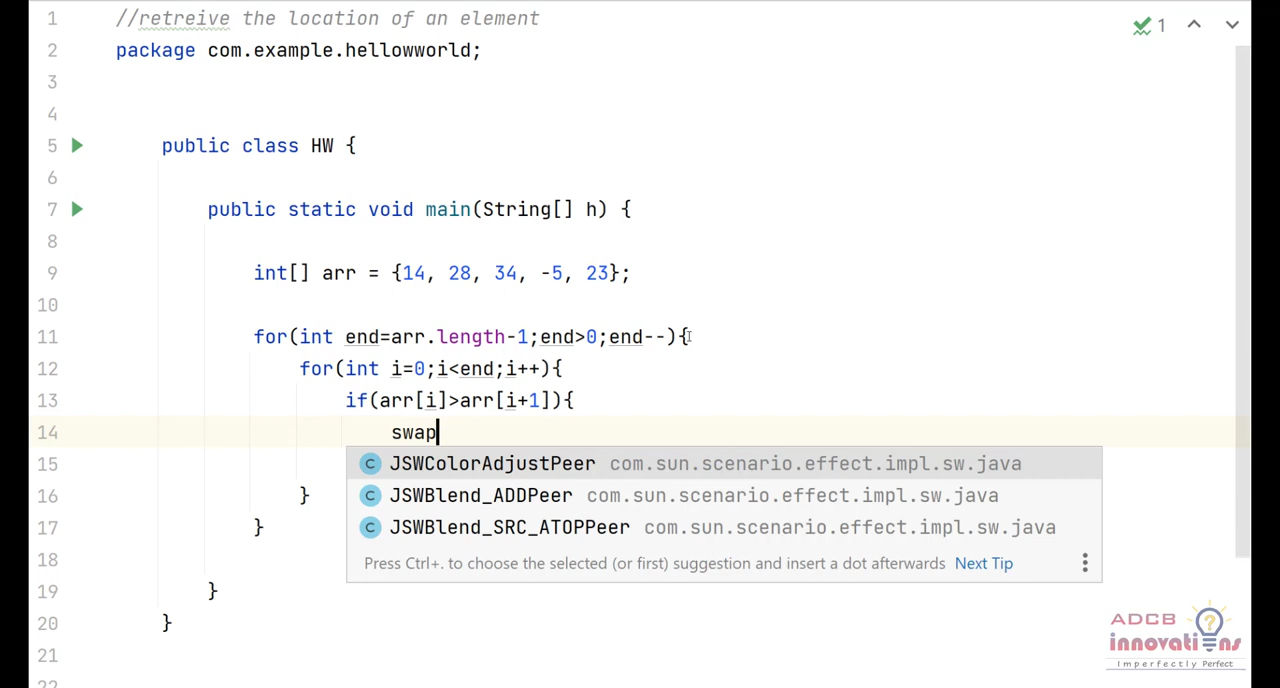 1 //retreive the location of an element
2 package com.example.hellowworld;
3
4
5 public class HW {
6
7 public static void main(String[] h) {
8
9 int[] arr = {14, 28, 34, -5, 23};
10
11 for(int end=arr.length-1;end>0;end--){
12 for(int i=0;i<end;i++){
13 if(arr[i]>arr[i+1]){
14 swap
15
16 }
17 }
18
19 }
20 }
21
22
1
JSWColorAdjustPeer com.sun.scenario.effect.impl.sw.java
JSWBlend_ADDPeer com.sun.scenario.effect.impl.sw.java
JSWBlend_SRC_ATOPPeer com.sun.scenario.effect.impl.sw.java
Press Ctrl+. to choose the selected (or first) suggestion and insert a dot afterwards Next Tip
ADCB ?
innovations
Imperfectly Perfect